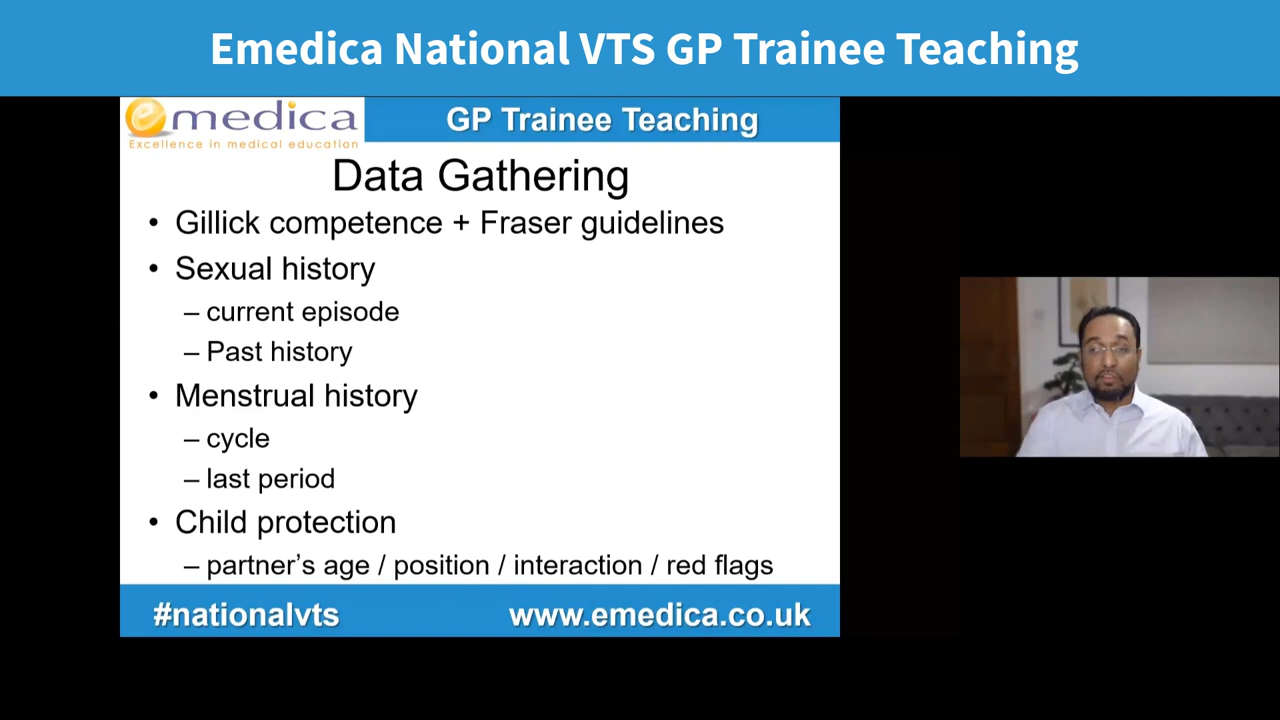 Emedica National VTS GP Trainee Teaching
emedica
Excellence in medical education
GP Trainee Teaching
Data Gathering
• Gillick competence + Fraser guidelines
• Sexual history
– current episode
– Past history
• Menstrual history
– cycle
– last period
• Child protection
– partner’s age / position / interaction / red flags
#nationalvts
www.emedica.co.uk